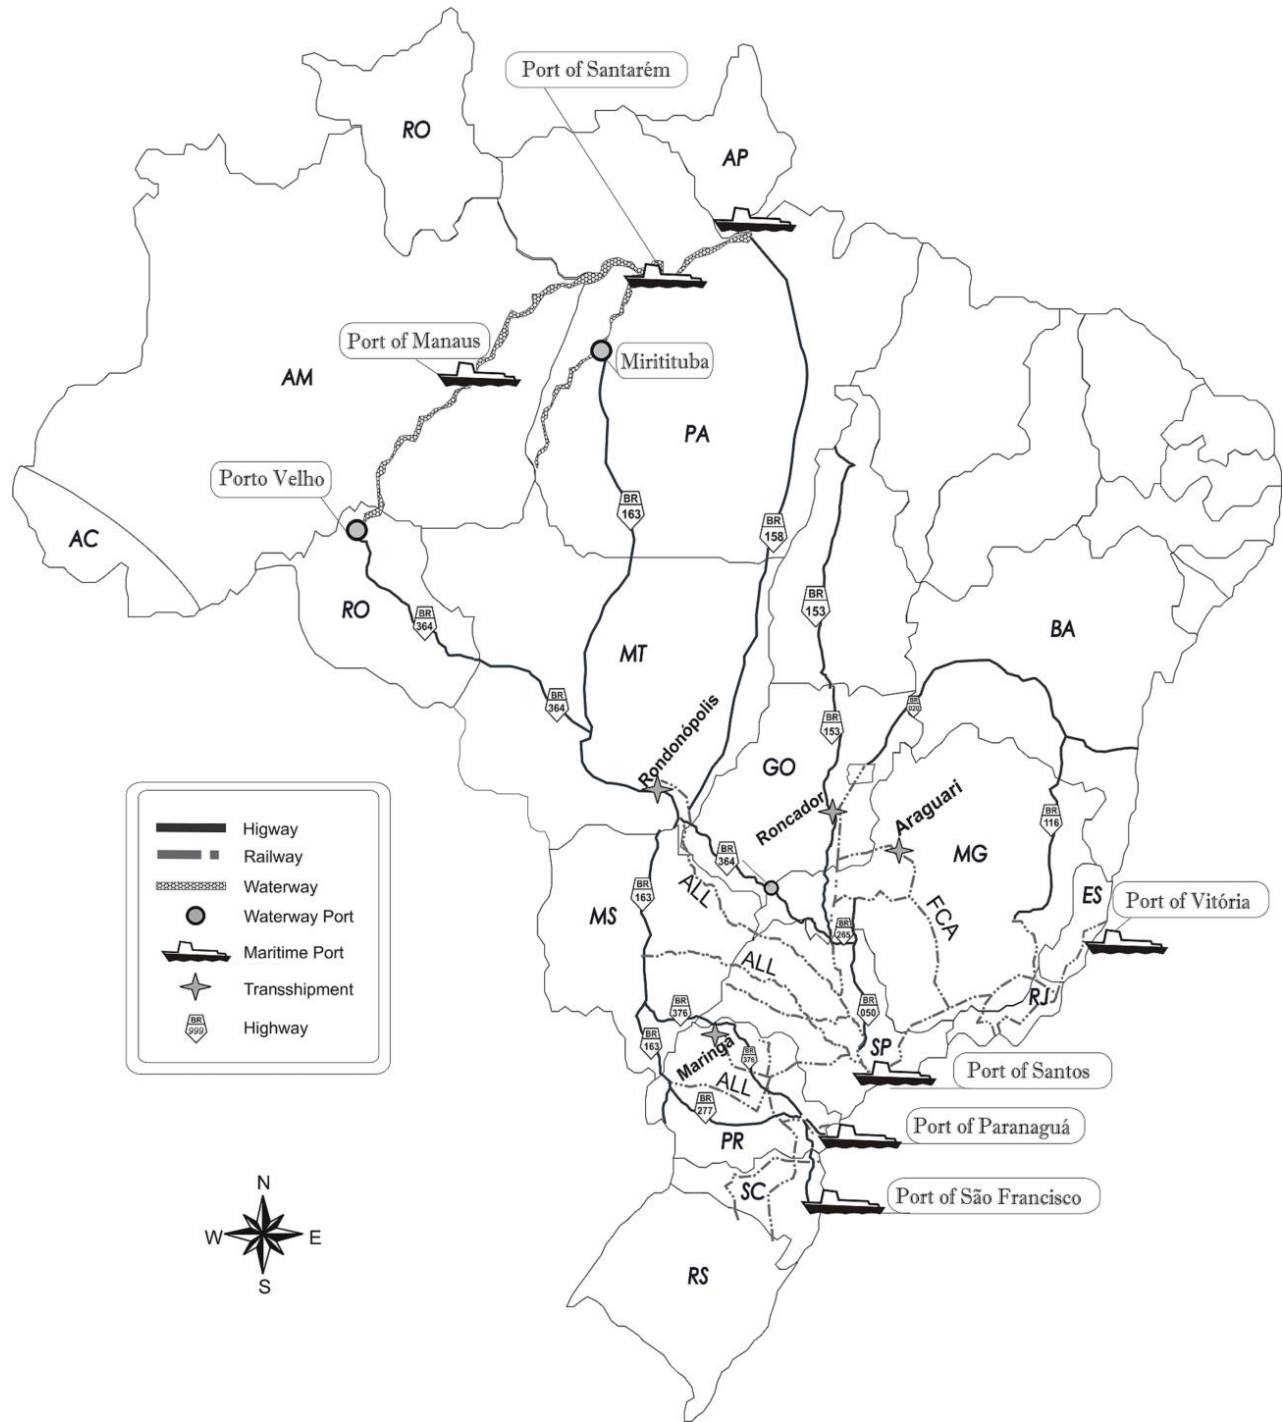 Port of Santarém
RO
AP
Port of Manaus
Miritituba
AM
PA
Porto Velho
BR
163
BR
158
AC
RO
BR
364
BR
153
BA
MT
BR
364
BR
020
BR
153
Rondonópolis
GO
Roncador
Araguari
BR
116
MG
BR
364
ALL
BR
163
MS
FCA
ES
Port of Vitória
BR
265
ALL
RJ
BR
376
BR
050
BR
163
Maringá
BR
376
SP
ALL
Port of Santos
BR
277
PR
Port of Paranaguá
SC
Port of São Francisco
RS
Higway
Railway
Waterway
Waterway Port
Maritime Port
Transshipment
BR
999
Highway
N
W
E
S